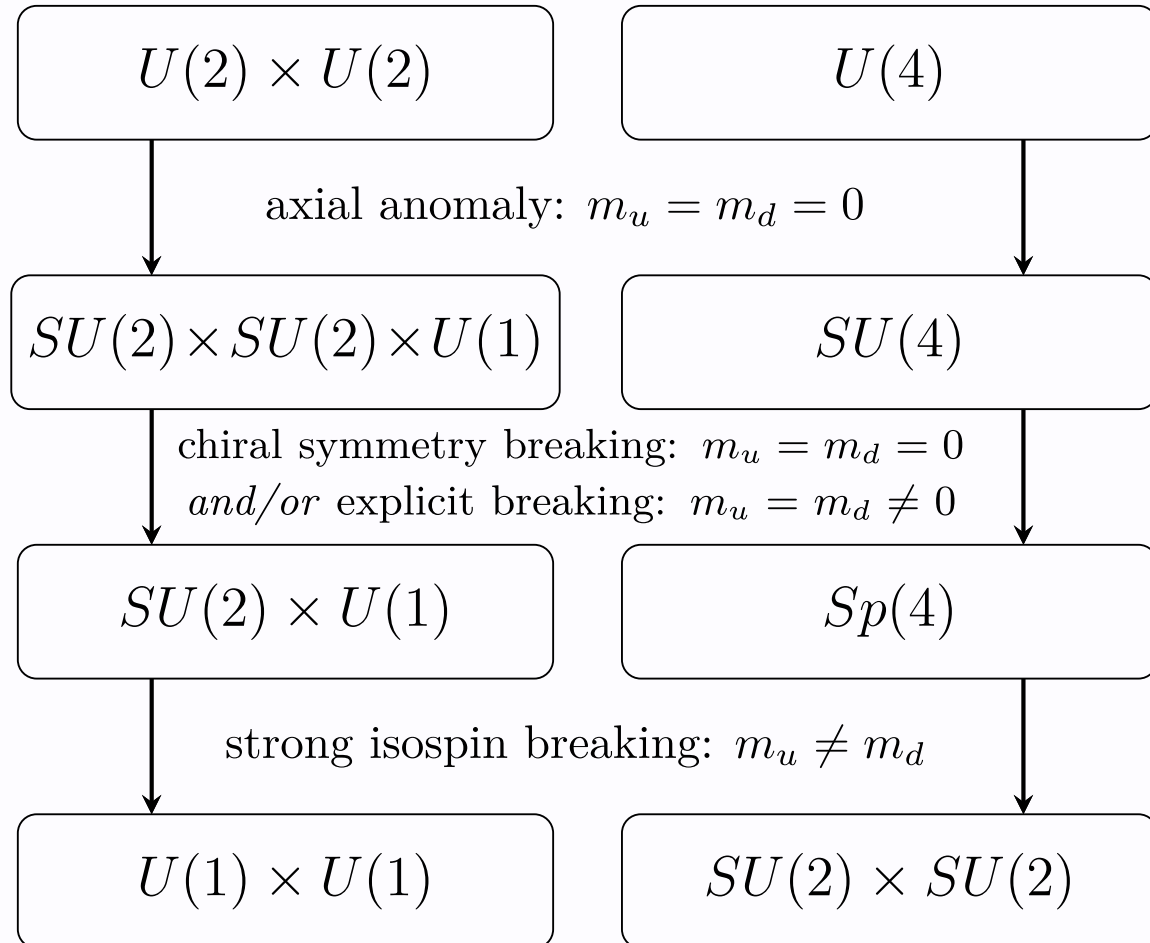 U(2) × U(2)
U(4)
axial anomaly: m_u = m_d = 0
SU(2)×SU(2)×U(1)
SU(4)
chiral symmetry breaking: m_u = m_d = 0
and/or explicit breaking: m_u = m_d ≠ 0
SU(2) × U(1)
Sp(4)
strong isospin breaking: m_u ≠ m_d
U(1) × U(1)
SU(2) × SU(2)